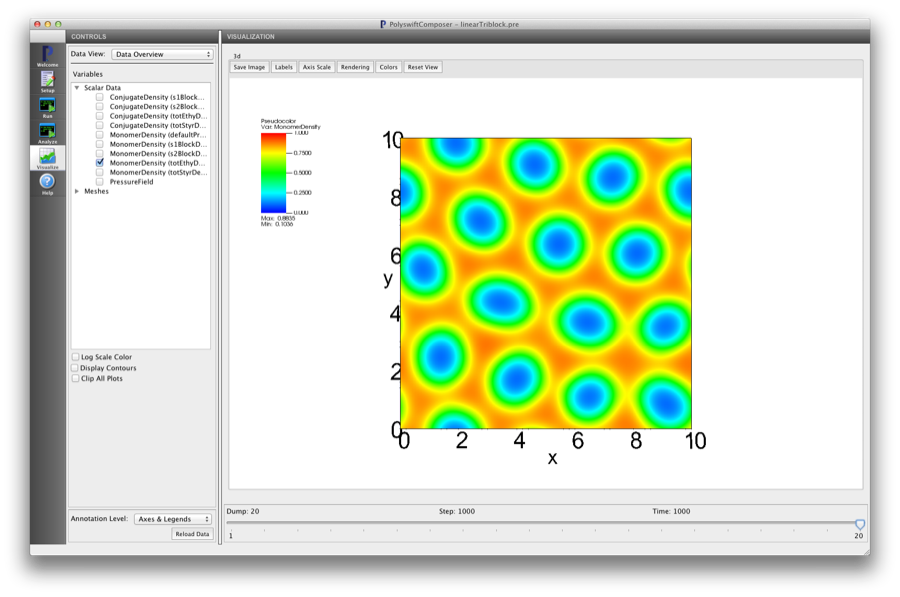 PolyswiftComposer - linearTriblock.pre
CONTROLS
VISUALIZATION
Welcome
Setup
Run
Analyze
Visualize
Help
Data View: Data Overview
Variables
Scalar Data
ConjugateDensity (s1Block...
ConjugateDensity (s2Block...
ConjugateDensity (totEthyD...
ConjugateDensity (totStyrD...
MonomerDensity (defaultPr...
MonomerDensity (s1BlockD...
MonomerDensity (s2BlockD...
MonomerDensity (totEthyD...
MonomerDensity (totStyrDe...
PressureField
Meshes
Log Scale Color
Display Contours
Clip All Plots
Annotation Level: Axes & Legends
Reload Data
3d
Save Image Labels Axis Scale Rendering Colors Reset View
Pseudocolor
Var: MonomerDensity
1.000
0.7500
0.5000
0.2500
0.000
Max: 0.8835
Min: 0.1036
10
8
6
y
4
2
0
0 2 4 6 8 10
x
Dump: 20 Step: 1000 Time: 1000
1 20